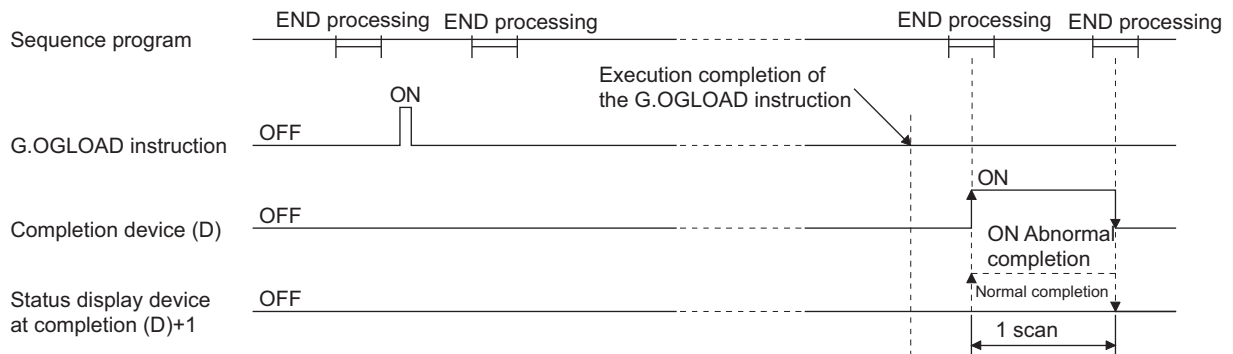 END processing END processing END processing END processing
Sequence program
Execution completion of
the G.OGLOAD instruction
ON
OFF
G.OGLOAD instruction
ON
OFF
Completion device (D)
ON Abnormal
completion
Normal completion
OFF
Status display device
at completion (D)+1
1 scan